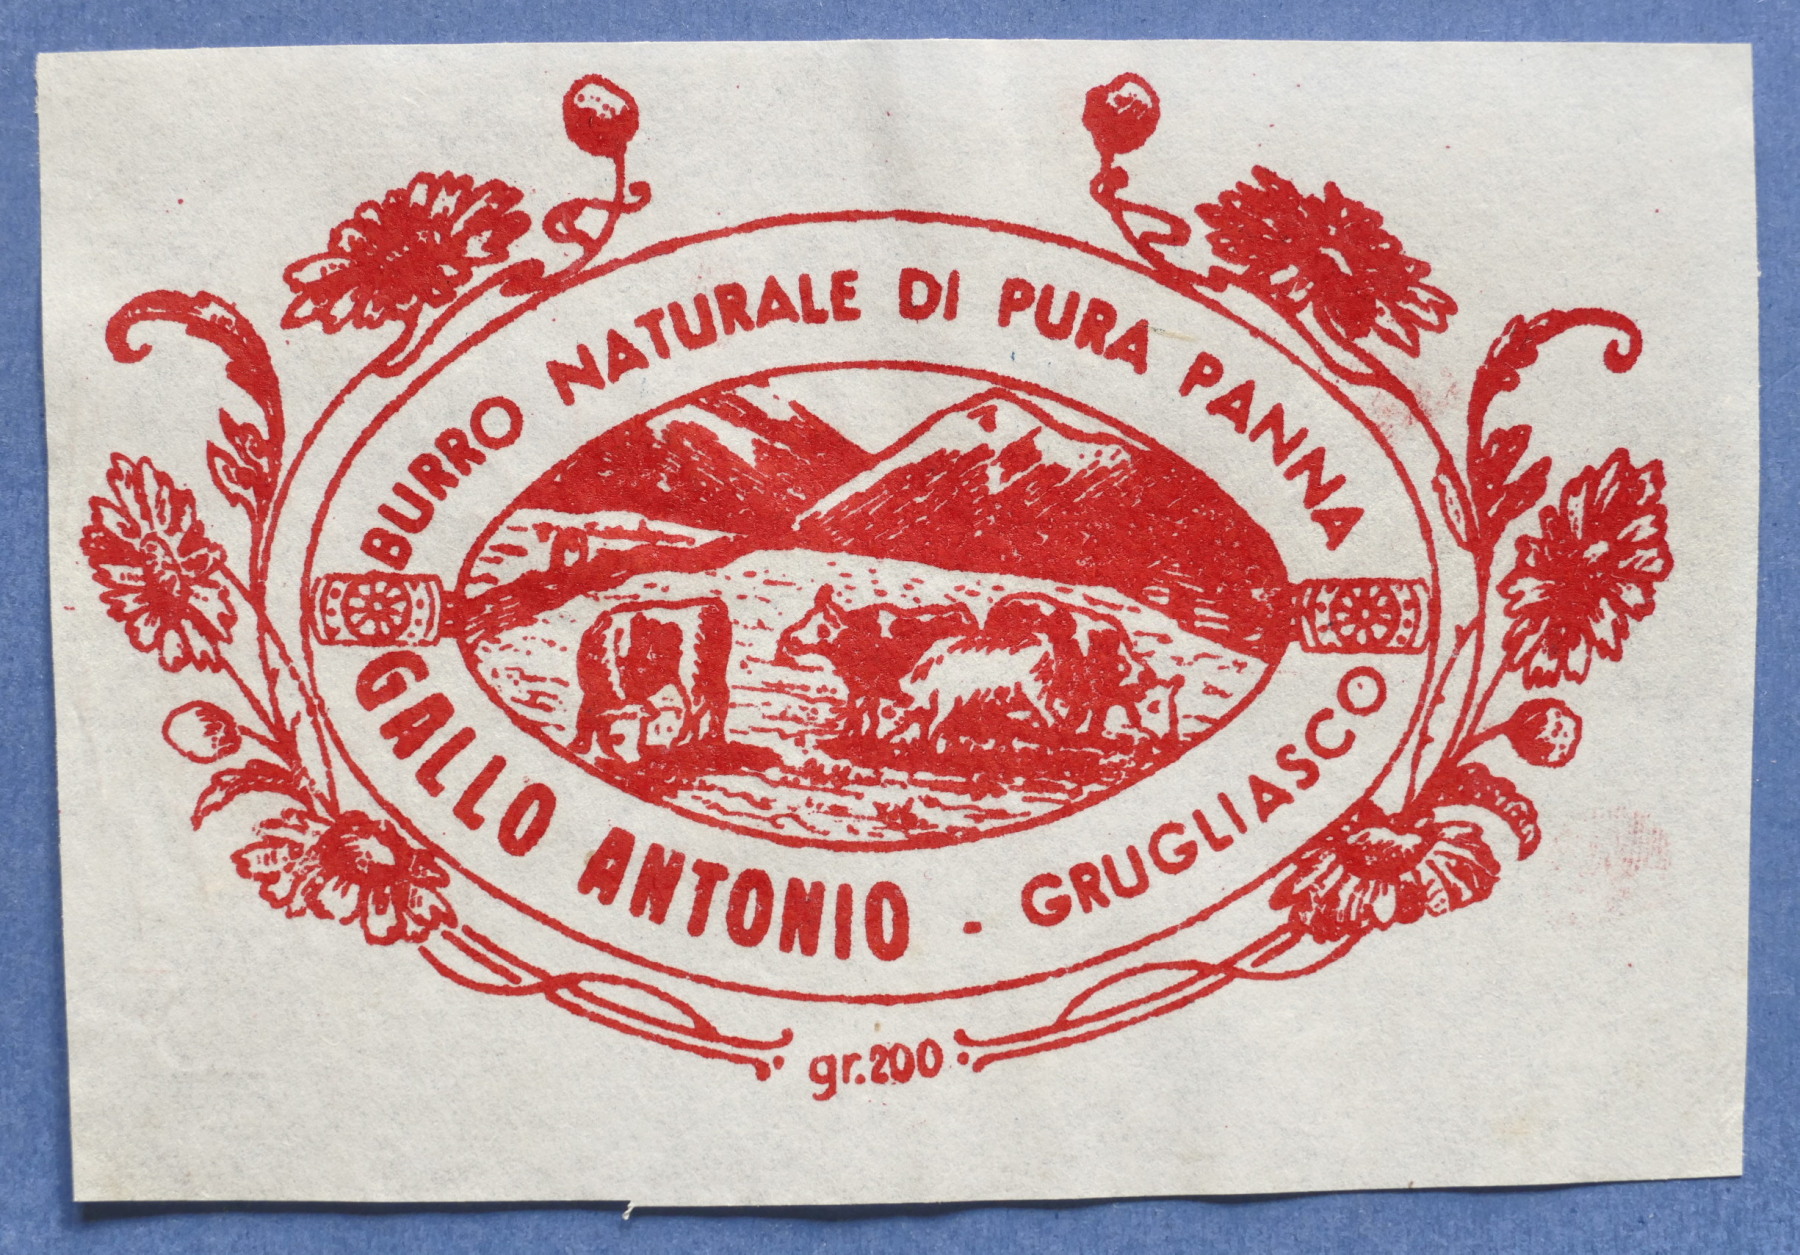 BURRO NATURALE DI PURA PANNA
GALLO ANTONIO - GRUGLIASCO
gr.200